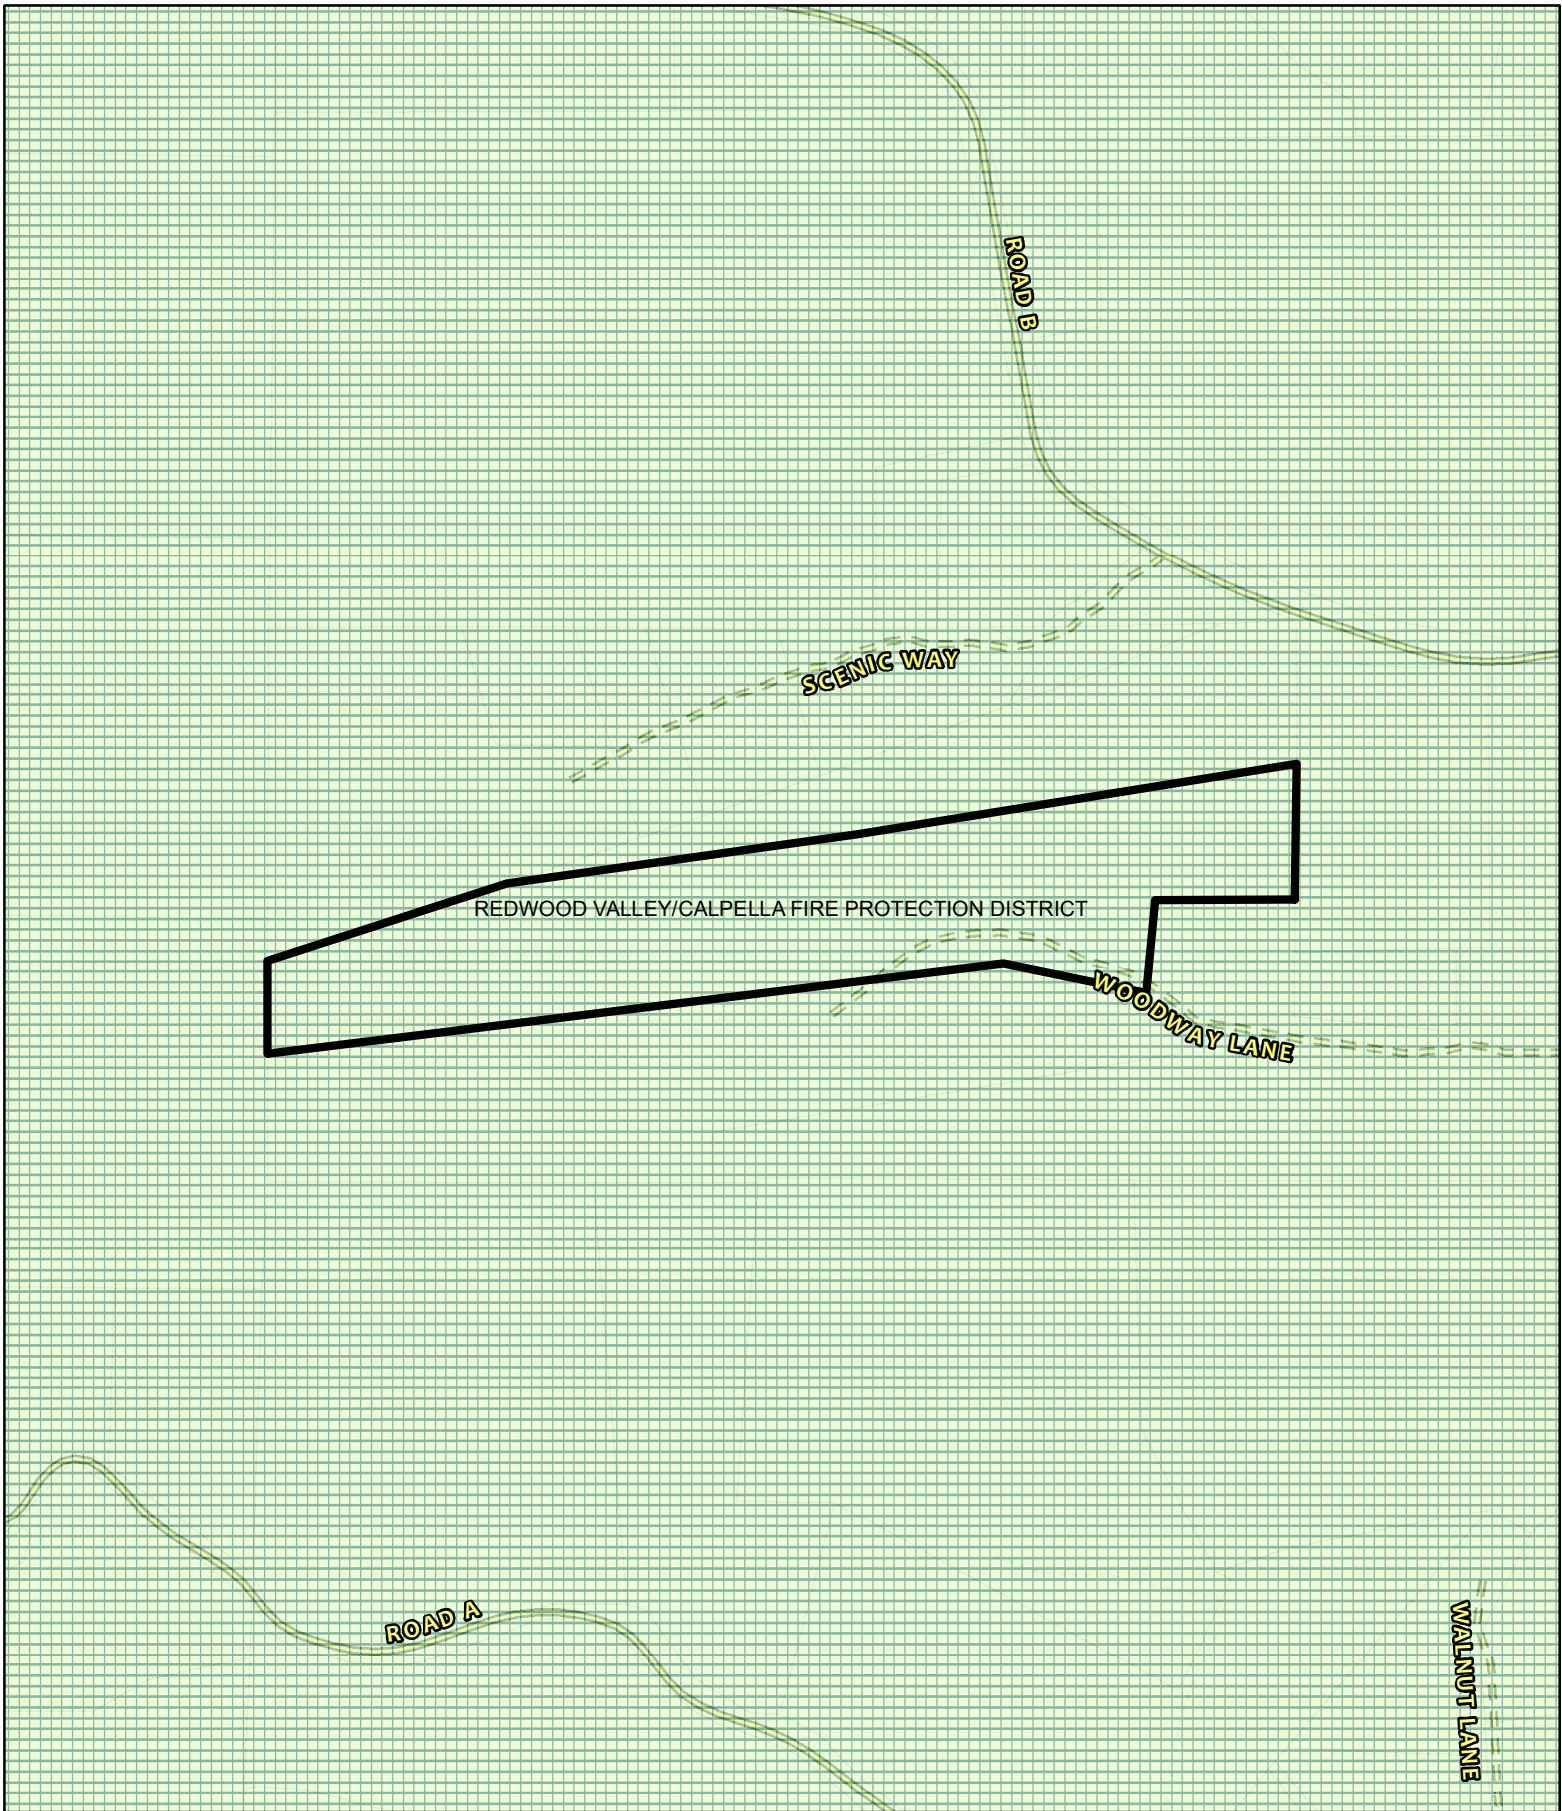 ROAD B
SCENIC WAY
REDWOOD VALLEY/CALPELLA FIRE PROTECTION DISTRICT
WOODWAY LANE
ROAD A
WALNUT LANE